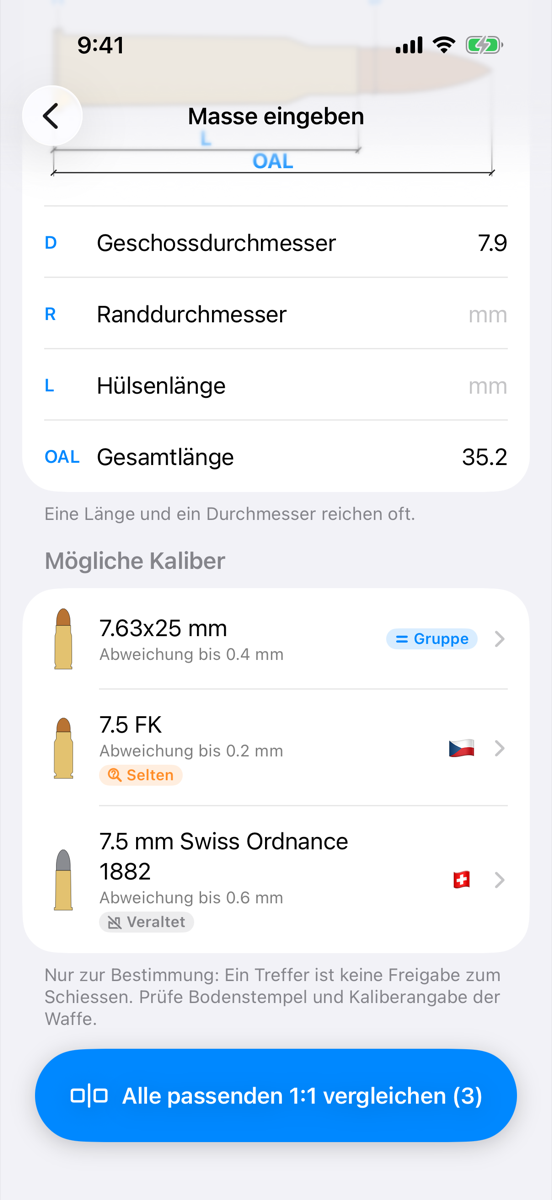 9:41
Masse eingeben
L
OAL
D Geschossdurchmesser 7.9
R Randdurchmesser mm
L Hülsenlänge mm
OAL Gesamtlänge 35.2
Eine Länge und ein Durchmesser reichen oft.
Mögliche Kaliber
7.63x25 mm
Abweichung bis 0.4 mm
= Gruppe
7.5 FK
Abweichung bis 0.2 mm
Selten
7.5 mm Swiss Ordnance
1882
Abweichung bis 0.6 mm
Veraltet
Nur zur Bestimmung: Ein Treffer ist keine Freigabe zum
Schiessen. Prüfe Bodenstempel und Kaliberangabe der
Waffe.
Alle passenden 1:1 vergleichen (3)